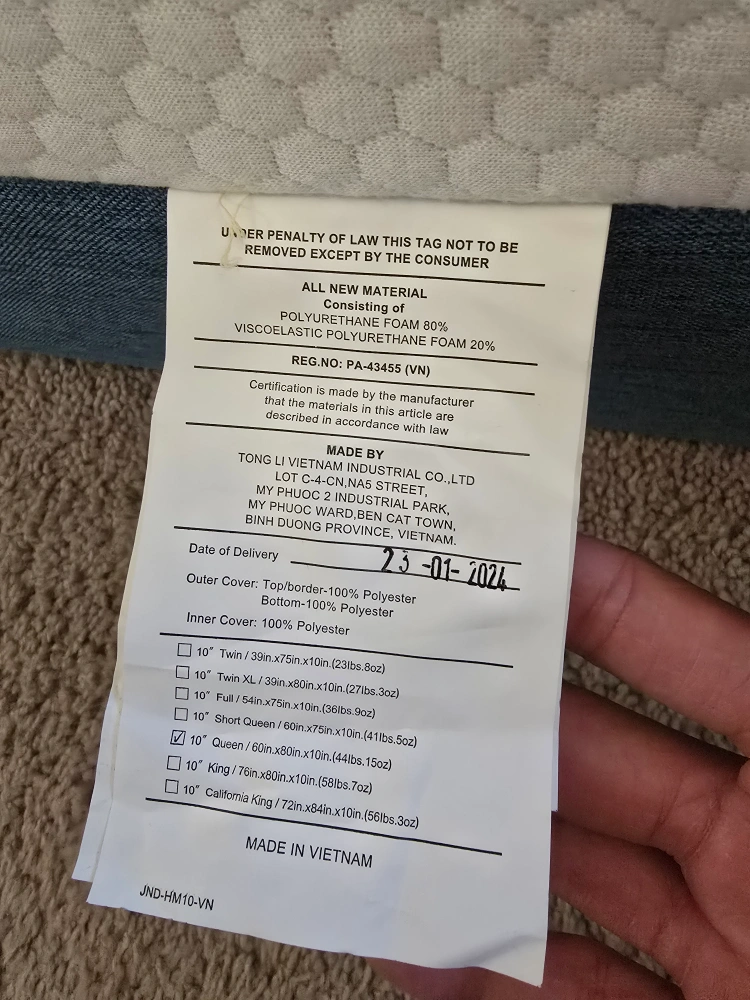 UNDER PENALTY OF LAW THIS TAG NOT TO BE
REMOVED EXCEPT BY THE CONSUMER
ALL NEW MATERIAL
Consisting of
POLYURETHANE FOAM 80%
VISCOELASTIC POLYURETHANE FOAM 20%
REG.NO: PA-43455 (VN)
Certification is made by the manufacturer
that the materials in this article are
described in accordance with law
MADE BY
TONG LI VIETNAM INDUSTRIAL CO.,LTD
LOT C-4-CN,NA5 STREET,
MY PHUOC 2 INDUSTRIAL PARK,
MY PHUOC WARD,BEN CAT TOWN,
BINH DUONG PROVINCE, VIETNAM.
Date of Delivery 23-01-2024
Outer Cover: Top/border-100% Polyester
Bottom-100% Polyester
Inner Cover: 100% Polyester
☐ 10″ Twin / 39in.x75in.x10in.(23lbs.8oz)
☐ 10″ Twin XL / 39in.x80in.x10in.(27lbs.3oz)
☐ 10″ Full / 54in.x75in.x10in.(36lbs.9oz)
☐ 10″ Short Queen / 60in.x75in.x10in.(41lbs.5oz)
☑ 10″ Queen / 60in.x80in.x10in.(44lbs.15oz)
☐ 10″ King / 76in.x80in.x10in.(58lbs.7oz)
☐ 10″ California King / 72in.x84in.x10in.(56lbs.3oz)
MADE IN VIETNAM
JND-HM10-VN